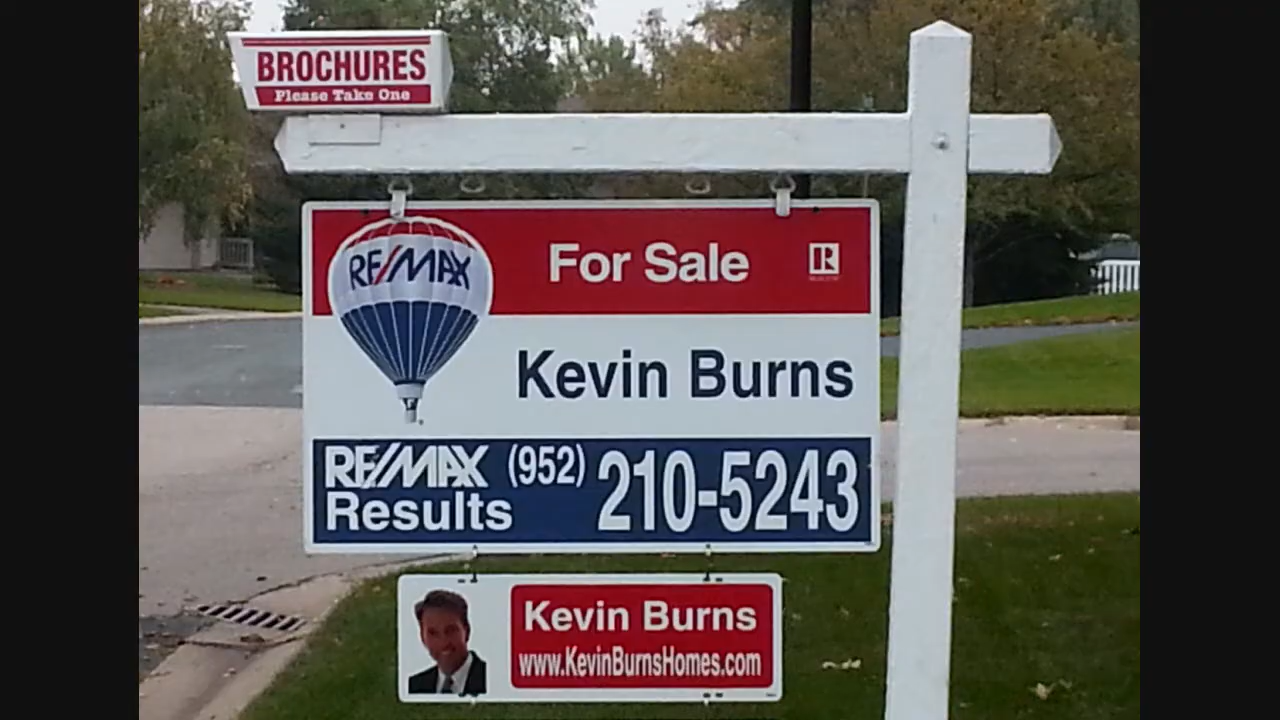 BROCHURES
Please Take One
RE/MAX
For Sale
R
Kevin Burns
RE/MAX (952) 210-5243
Results
Kevin Burns
www.KevinBurnsHomes.com